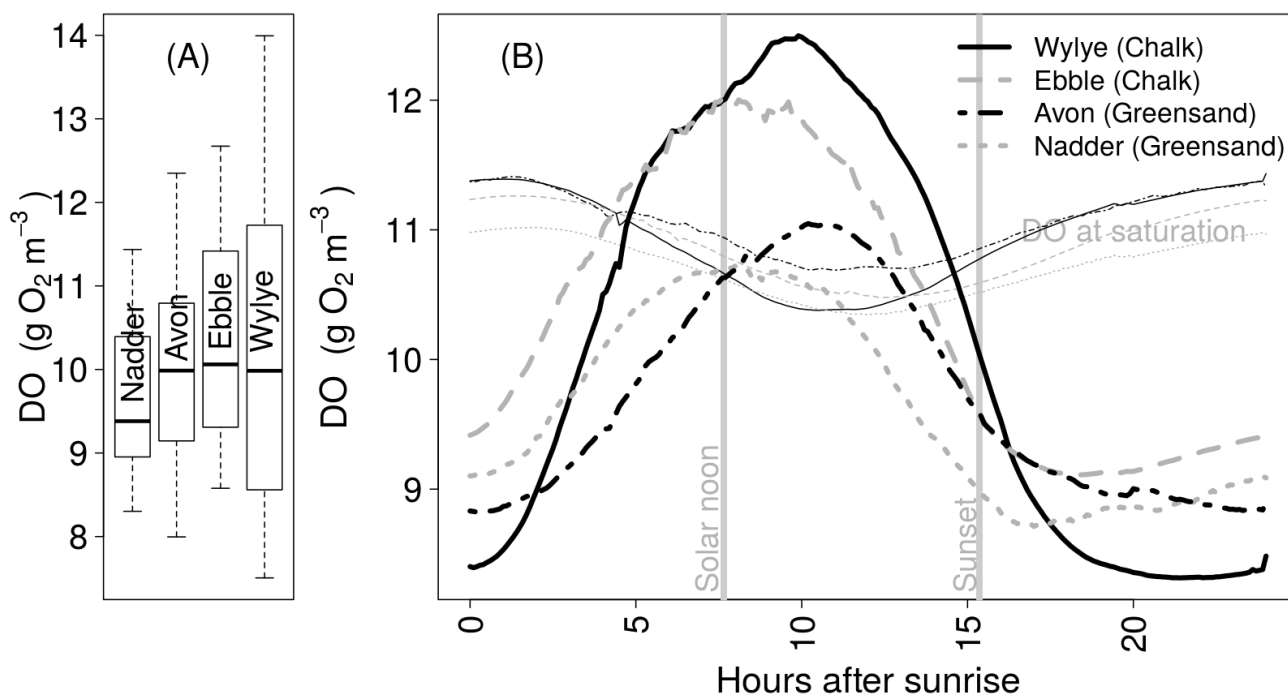 (A)
DO (g O₂ m⁻³)
14
13
12
11
10
9
8
Nadder
Avon
Ebble
Wylye
(B)
DO (g O₂ m⁻³)
12
11
10
9
Wylye (Chalk)
Ebble (Chalk)
Avon (Greensand)
Nadder (Greensand)
DO at saturation
Solar noon
Sunset
0
5
10
15
20
Hours after sunrise